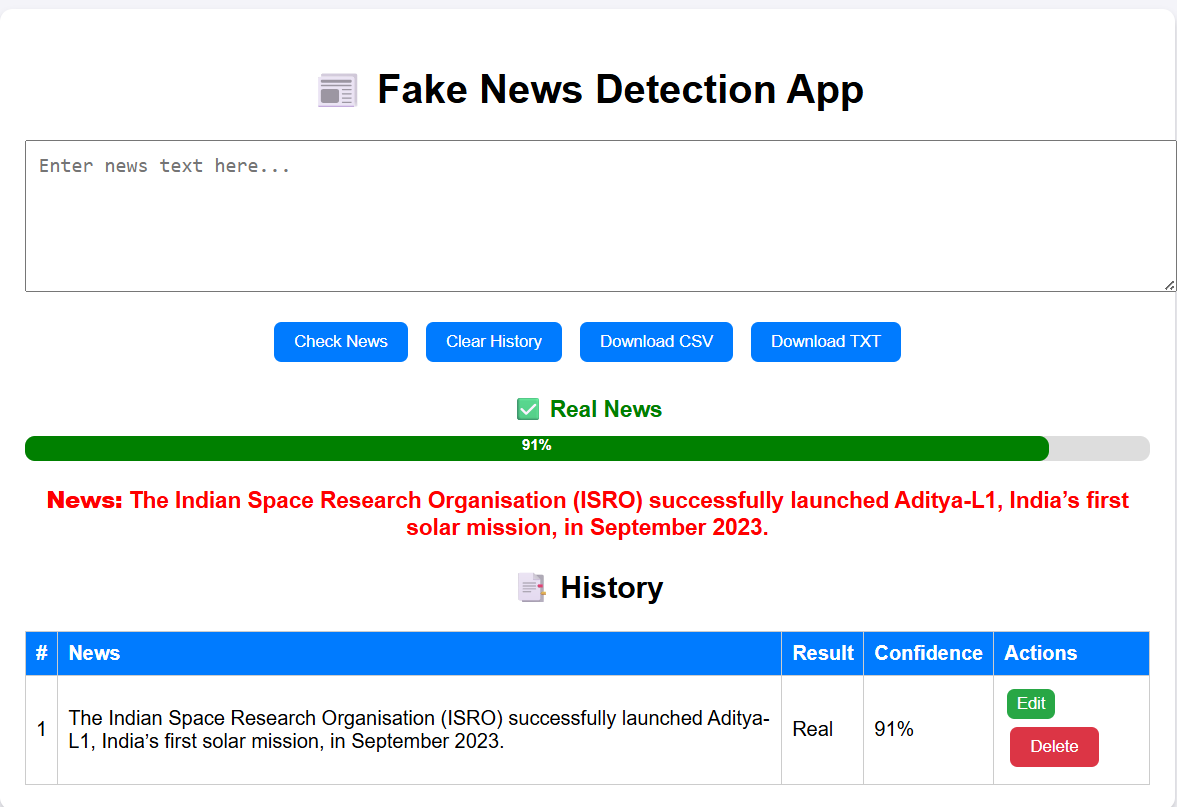 Fake News Detection App
Enter news text here...
Check News Clear History Download CSV Download TXT
Real News
91%
News: The Indian Space Research Organisation (ISRO) successfully launched Aditya-L1, India’s first
solar mission, in September 2023.
History
# News Result Confidence Actions
1 The Indian Space Research Organisation (ISRO) successfully launched Aditya-
L1, India’s first solar mission, in September 2023. Real 91% Edit
Delete